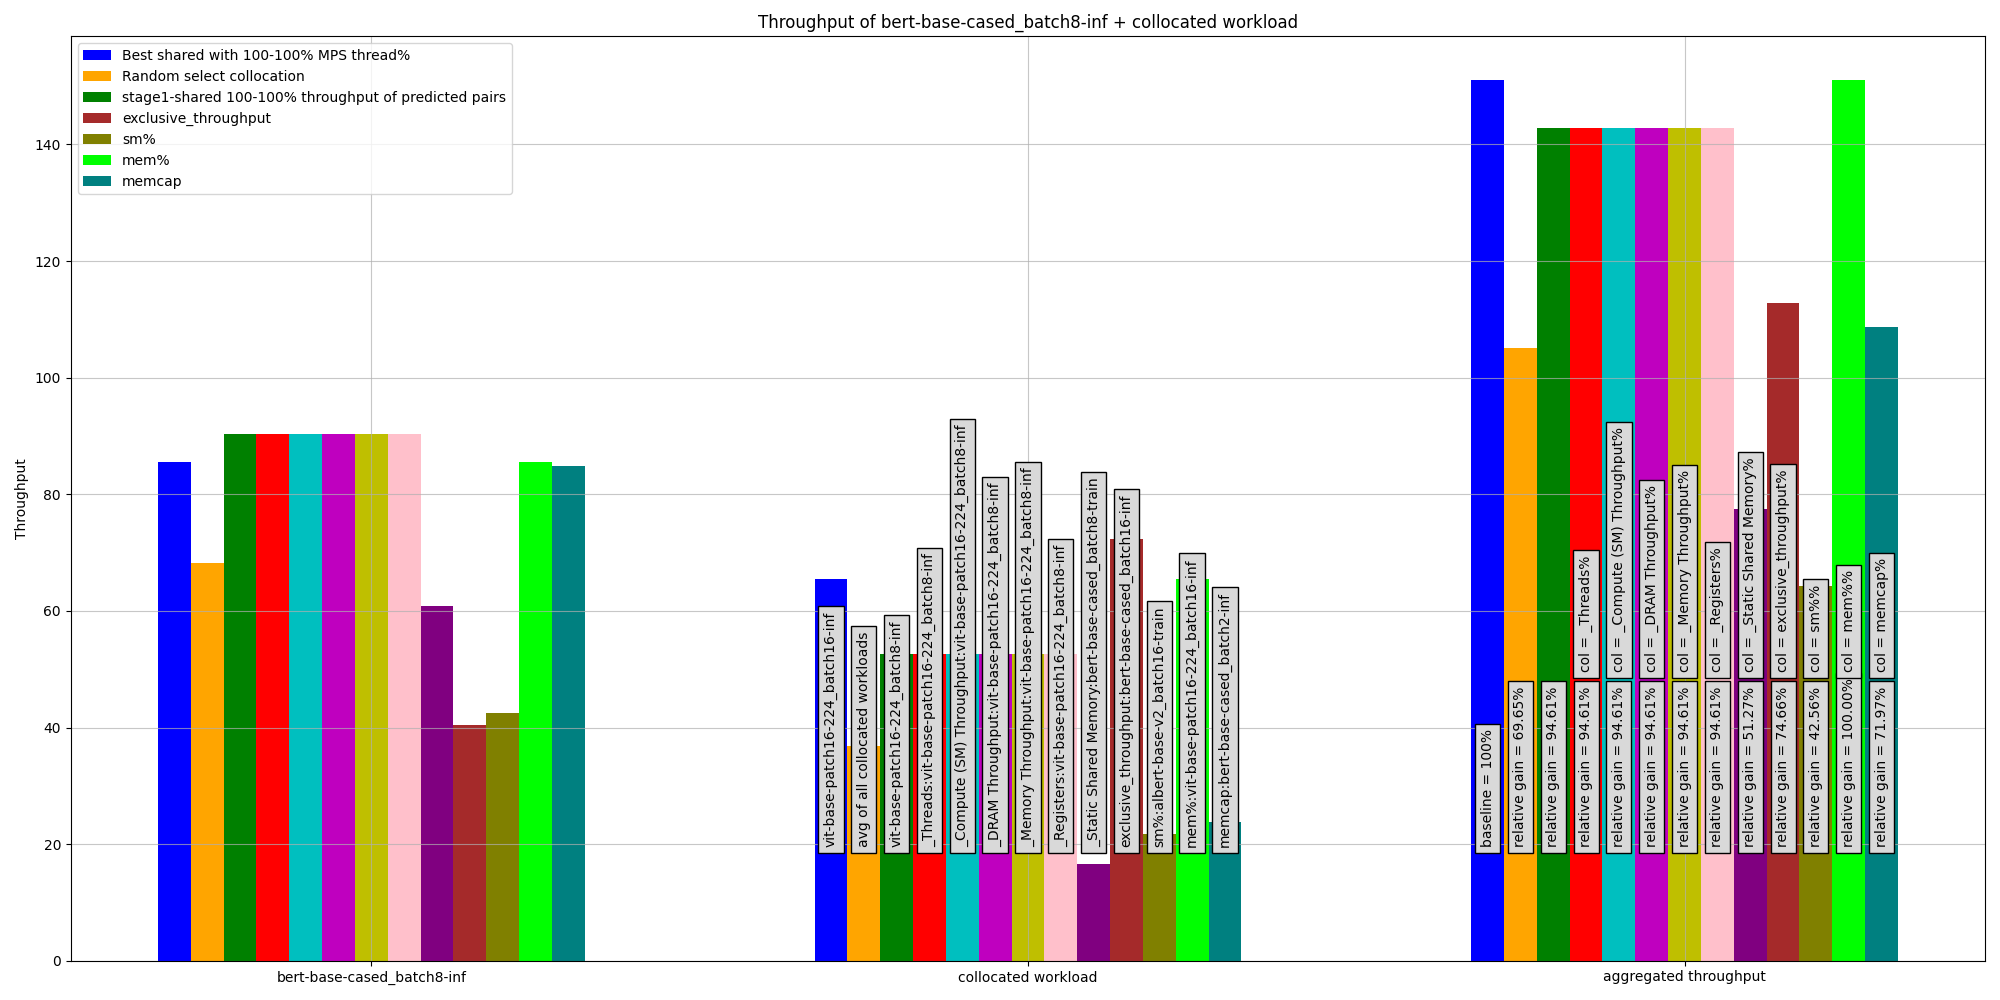 Throughput of bert-base-cased_batch8-inf + collocated workload
Best shared with 100-100% MPS thread%
Random select collocation
stage1-shared 100-100% throughput of predicted pairs
exclusive_throughput
sm%
mem%
memcap
Throughput
140
120
100
80
60
40
20
0
vit-base-patch16-224_batch16-inf
avg of all collocated workloads
vit-base-patch16-224_batch8-inf
_Threads:vit-base-patch16-224_batch8-inf
_Compute (SM) Throughput:vit-base-patch16-224_batch8-inf
_DRAM Throughput:vit-base-patch16-224_batch8-inf
_Memory Throughput:vit-base-patch16-224_batch8-inf
_Registers:vit-base-patch16-224_batch8-inf
_Static Shared Memory:bert-base-cased_batch8-train
exclusive_throughput:bert-base-cased_batch16-inf
sm%:albert-base-v2_batch16-train
mem%:vit-base-patch16-224_batch16-inf
memcap:bert-base-cased_batch2-inf
baseline = 100%
relative gain = 69.65%
relative gain = 94.61%
col = _Threads%
relative gain = 94.61%
col = _Compute (SM) Throughput%
relative gain = 94.61%
col = _DRAM Throughput%
relative gain = 94.61%
col = _Memory Throughput%
relative gain = 94.61%
col = _Registers%
relative gain = 94.61%
col = _Static Shared Memory%
relative gain = 51.27%
col = exclusive_throughput%
relative gain = 74.66%
col = sm%%
relative gain = 42.56%
col = mem%%
relative gain = 100.00%
col = memcap%
relative gain = 71.97%
bert-base-cased_batch8-inf
collocated workload
aggregated throughput